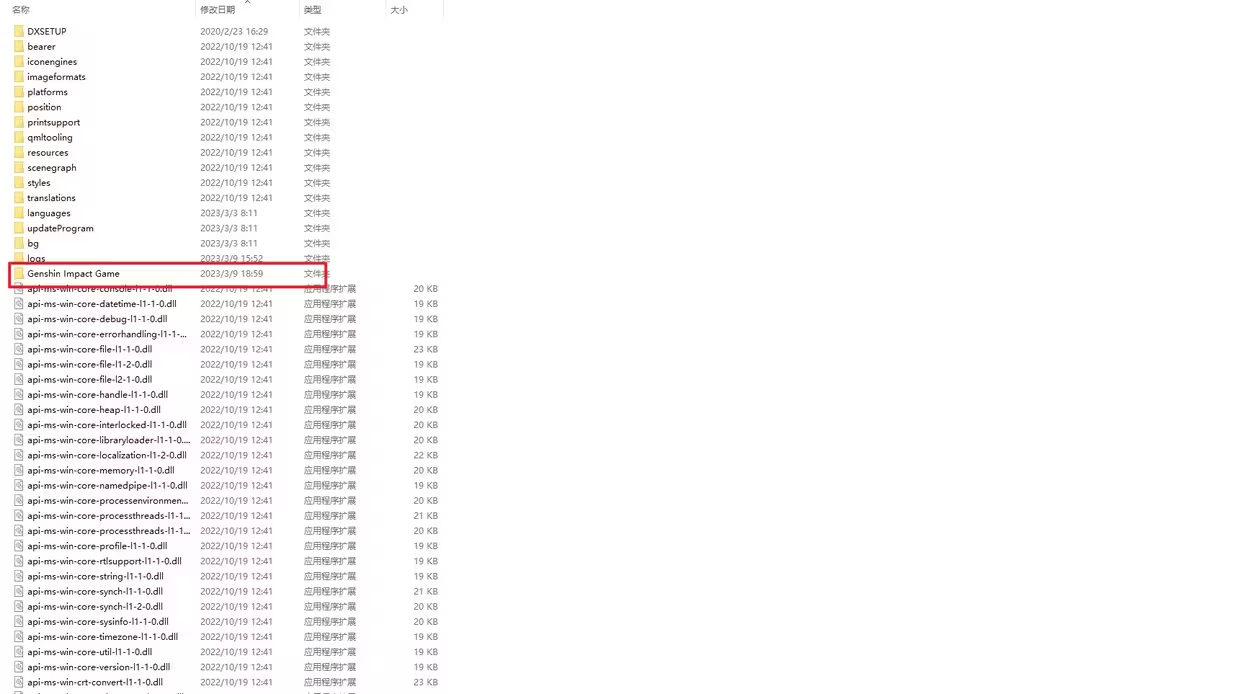 名称 修改日期 类型 大小
DXSETUP 2020/2/23 16:29 文件夹
bearer 2022/10/19 12:41 文件夹
iconengines 2022/10/19 12:41 文件夹
imageformats 2022/10/19 12:41 文件夹
platforms 2022/10/19 12:41 文件夹
position 2022/10/19 12:41 文件夹
printsupport 2022/10/19 12:41 文件夹
qmltooling 2022/10/19 12:41 文件夹
resources 2022/10/19 12:41 文件夹
scenegraph 2022/10/19 12:41 文件夹
styles 2022/10/19 12:41 文件夹
translations 2022/10/19 12:41 文件夹
languages 2023/3/3 8:11 文件夹
updateProgram 2023/3/3 8:11 文件夹
bg 2023/3/3 8:11 文件夹
logs 2023/3/9 15:52 文件夹
Genshin Impact Game 2023/3/9 18:59 文件夹
api-ms-win-core-console-l1-1-0.dll 2022/10/19 12:41 应用程序扩展 20 KB
api-ms-win-core-datetime-l1-1-0.dll 2022/10/19 12:41 应用程序扩展 19 KB
api-ms-win-core-debug-l1-1-0.dll 2022/10/19 12:41 应用程序扩展 19 KB
api-ms-win-core-errorhandling-l1-1-... 2022/10/19 12:41 应用程序扩展 19 KB
api-ms-win-core-file-l1-1-0.dll 2022/10/19 12:41 应用程序扩展 23 KB
api-ms-win-core-file-l1-2-0.dll 2022/10/19 12:41 应用程序扩展 19 KB
api-ms-win-core-file-l2-1-0.dll 2022/10/19 12:41 应用程序扩展 19 KB
api-ms-win-core-handle-l1-1-0.dll 2022/10/19 12:41 应用程序扩展 19 KB
api-ms-win-core-heap-l1-1-0.dll 2022/10/19 12:41 应用程序扩展 20 KB
api-ms-win-core-interlocked-l1-1-0.dll 2022/10/19 12:41 应用程序扩展 20 KB
api-ms-win-core-libraryloader-l1-1-0.... 2022/10/19 12:41 应用程序扩展 20 KB
api-ms-win-core-localization-l1-2-0.dll 2022/10/19 12:41 应用程序扩展 22 KB
api-ms-win-core-memory-l1-1-0.dll 2022/10/19 12:41 应用程序扩展 20 KB
api-ms-win-core-namedpipe-l1-1-0.dll 2022/10/19 12:41 应用程序扩展 19 KB
api-ms-win-core-processenvironmen... 2022/10/19 12:41 应用程序扩展 20 KB
api-ms-win-core-processthreads-l1-1... 2022/10/19 12:41 应用程序扩展 21 KB
api-ms-win-core-processthreads-l1-1... 2022/10/19 12:41 应用程序扩展 20 KB
api-ms-win-core-profile-l1-1-0.dll 2022/10/19 12:41 应用程序扩展 19 KB
api-ms-win-core-rtlsupport-l1-1-0.dll 2022/10/19 12:41 应用程序扩展 19 KB
api-ms-win-core-string-l1-1-0.dll 2022/10/19 12:41 应用程序扩展 19 KB
api-ms-win-core-synch-l1-1-0.dll 2022/10/19 12:41 应用程序扩展 21 KB
api-ms-win-core-synch-l1-2-0.dll 2022/10/19 12:41 应用程序扩展 20 KB
api-ms-win-core-sysinfo-l1-1-0.dll 2022/10/19 12:41 应用程序扩展 20 KB
api-ms-win-core-timezone-l1-1-0.dll 2022/10/19 12:41 应用程序扩展 19 KB
api-ms-win-core-util-l1-1-0.dll 2022/10/19 12:41 应用程序扩展 19 KB
api-ms-win-core-version-l1-1-0.dll 2022/10/19 12:41 应用程序扩展 19 KB
api-ms-win-crt-convert-l1-1-0.dll 2022/10/19 12:41 应用程序扩展 23 KB